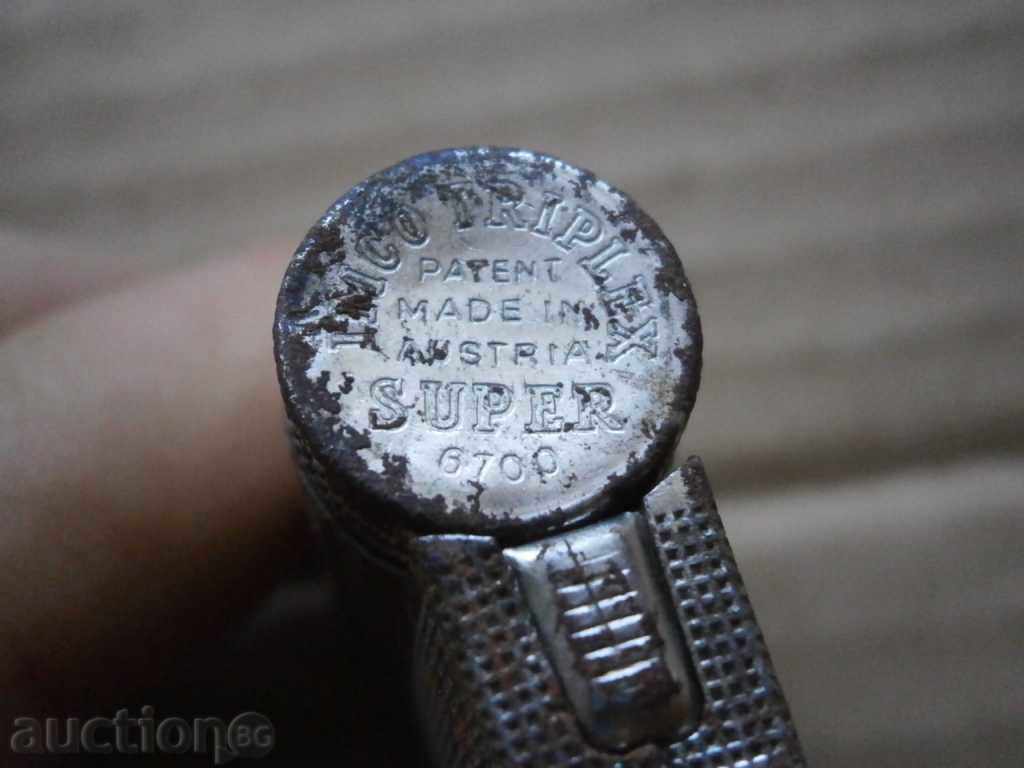 IMCO TRIPLEX
PATENT
MADE IN
AUSTRIA
SUPER
6700
auction BG